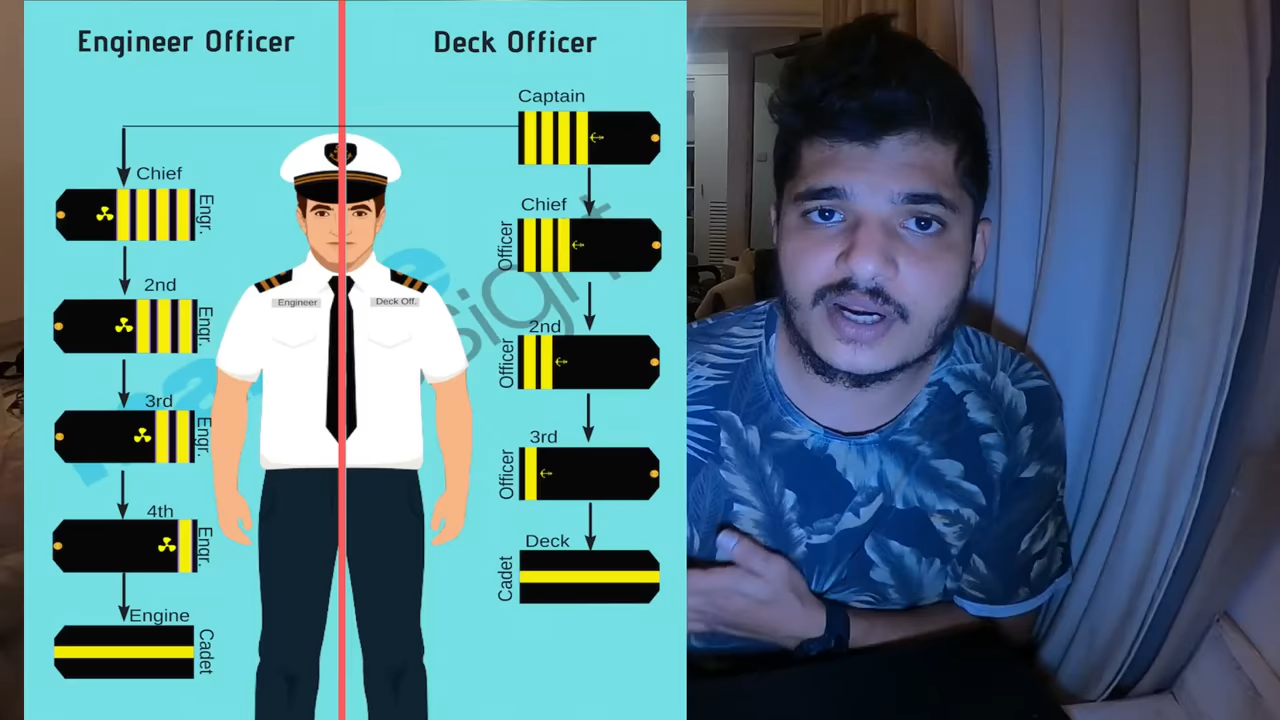 Engineer Officer
Deck Officer
Captain
Chief
Engr.
Chief
Officer
2nd
Engr.
2nd
Officer
3rd
Engr.
3rd
Officer
4th
Engr.
Deck
Cadet
Engine
Cadet
Engineer
Deck Off.
sight